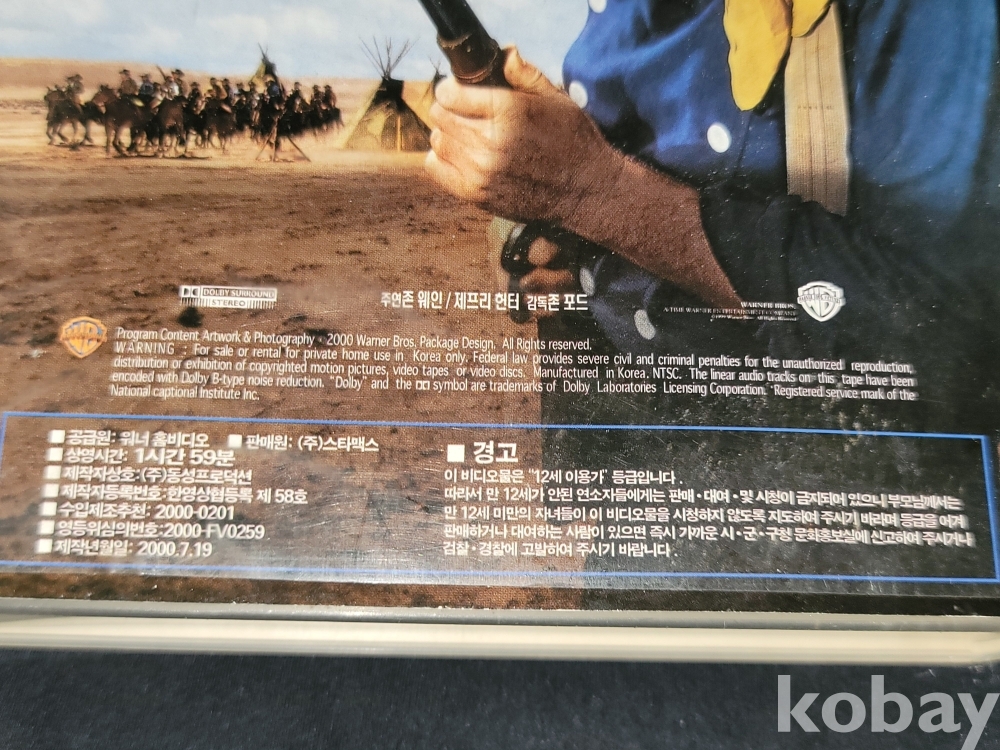 DOLBY SURROUND
STEREO
주연존 웨인 / 제프리 헌터 감독존 포드
WARNER BROS.
A TIME WARNER ENTERTAINMENT COMPANY
Program Content Artwork & Photography · 2000 Warner Bros. Package Design. All Rights reserved.
WARNING : For sale or rental for private home use in Korea only. Federal law provides severe civil and criminal penalties for the unauthorized reproduction,
distribution or exhibition of copyrighted motion pictures, video tapes or video discs. Manufactured in Korea. NTSC. The linear audio tracks on this tape have been
encoded with Dolby B-type noise reduction. "Dolby" and the symbol are trademarks of Dolby Laboratories Licensing Corporation. *Registered service mark of the
National captional Institute Inc.
■ 공급원: 워너 홈비디오 ■ 판매원: (주)스타맥스
■ 상영시간: 1시간 59분
■ 제작자상호:(주)동성프로덕션
■ 제작자등록번호:한영상협등록 제 58호
■ 수입제조추천: 2000-0201
■ 영등위심의번호:2000-FV0259
■ 제작년월일: 2000.7.19
■ 경고
이 비디오물은 "12세 이용가" 등급입니다.
따라서 만 12세가 안된 연소자들에게는 판매·대여·및 시청이 금지되어 있으니 부모님께서는
만 12세 미만의 자녀들이 이 비디오물을 시청하지 않도록 지도하여 주시기 바라며 등급을 어겨
판매하거나 대여하는 사람이 있으면 즉시 가까운 시·군·구청 문화홍보실에 신고하여 주시거나
검찰·경찰에 고발하여 주시기 바랍니다.
kobay